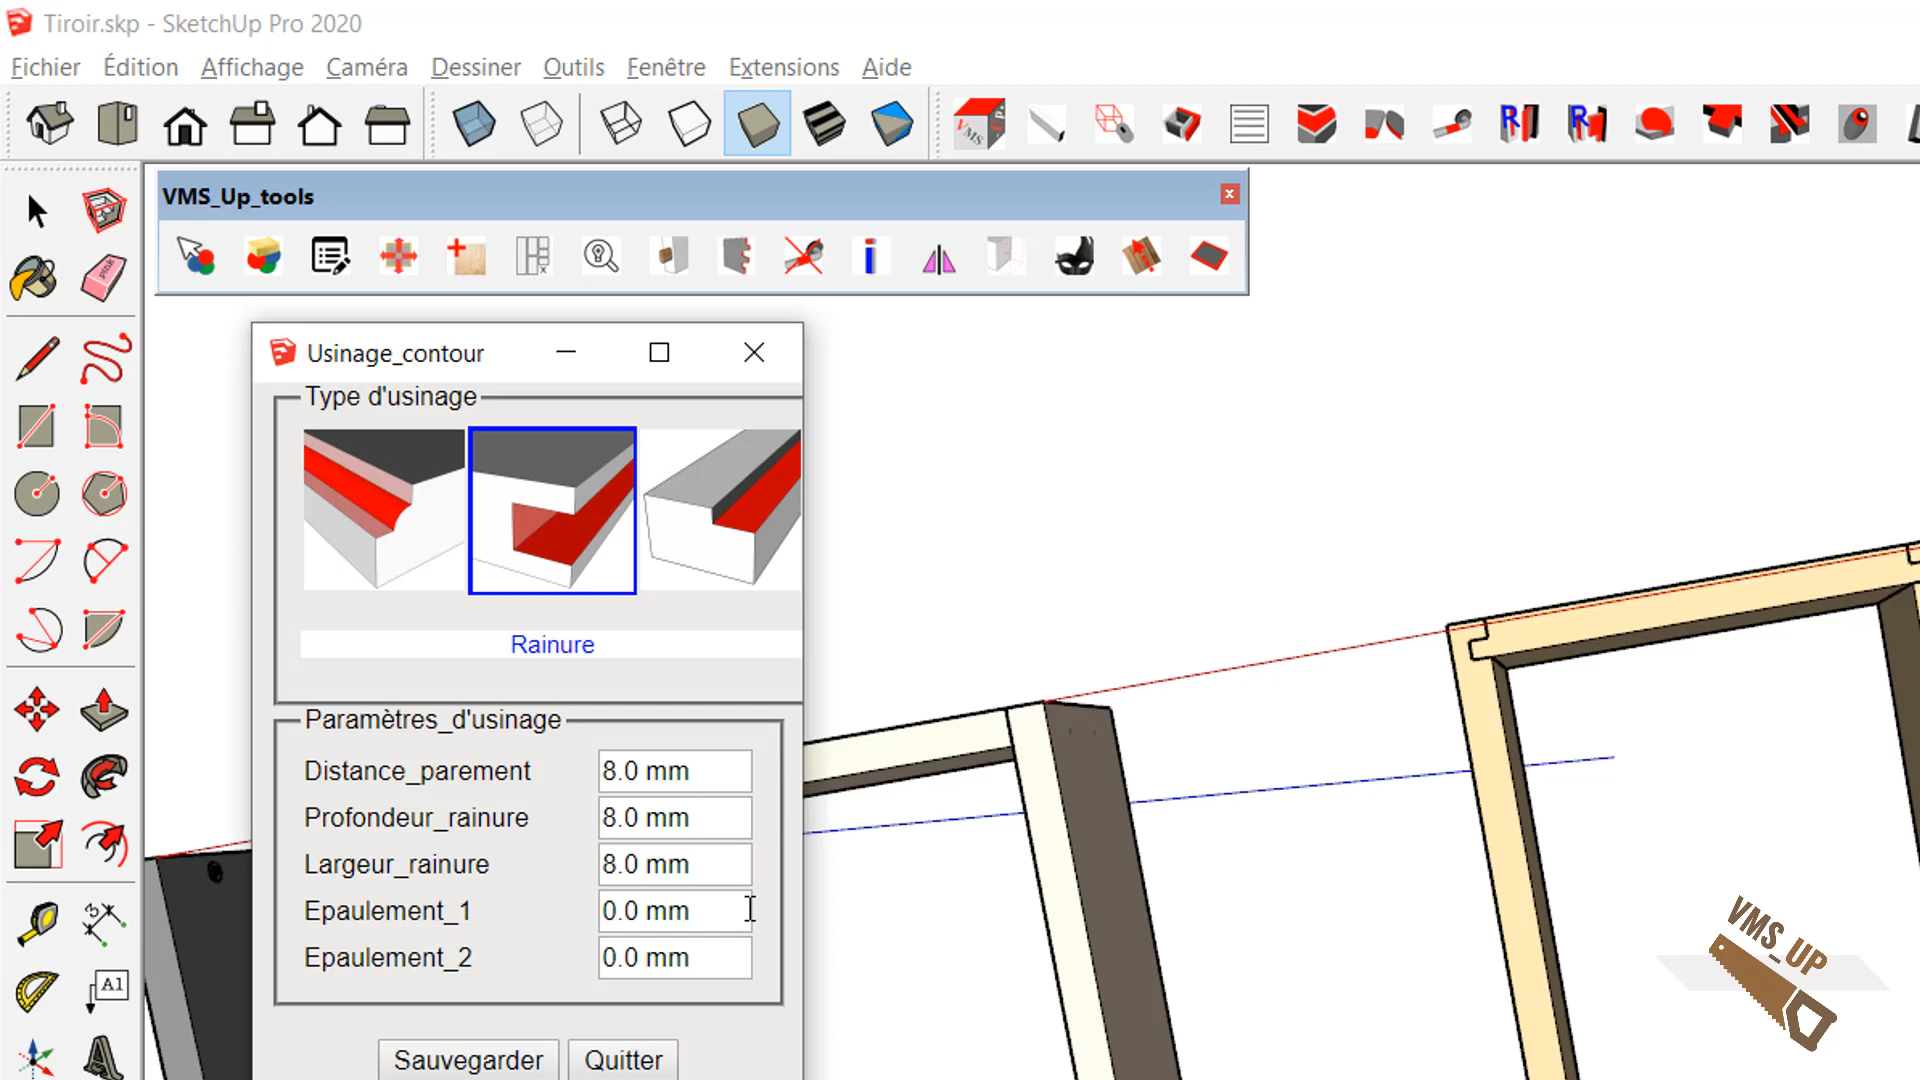 Tiroir.skp - SketchUp Pro 2020
Fichier Édition Affichage Caméra Dessiner Outils Fenêtre Extensions Aide
VMS_Up_tools
Usinage_contour
Type d'usinage
Rainure
Paramètres_d'usinage
Distance_parement 8.0 mm
Profondeur_rainure 8.0 mm
Largeur_rainure 8.0 mm
Epaulement_1 0.0 mm
Epaulement_2 0.0 mm
Sauvegarder Quitter
A1
VMS_UP